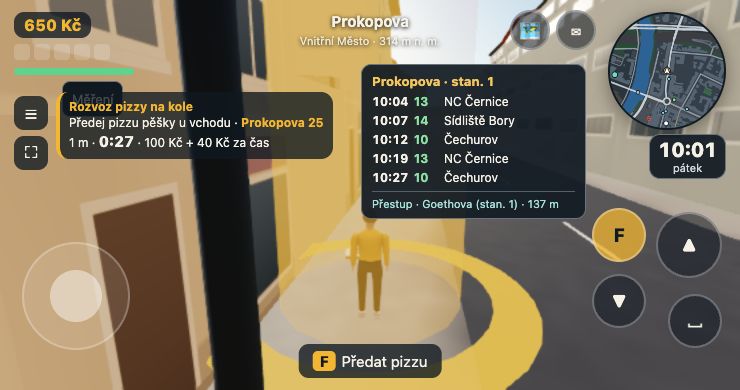 650 Kč
Prokopova
Vnitřní Město · 314 m n. m.
Měření
Rozvoz pizzy na kole
Předej pizzu pěšky u vchodu · Prokopova 25
1 m · 0:27 · 100 Kč + 40 Kč za čas
Prokopova · stan. 1
10:04 13 NC Černice
10:07 14 Sídliště Bory
10:12 10 Čechurov
10:19 13 NC Černice
10:27 10 Čechurov
Přestup · Goethova (stan. 1) · 137 m
10:01
pátek
F
F Předat pizzu